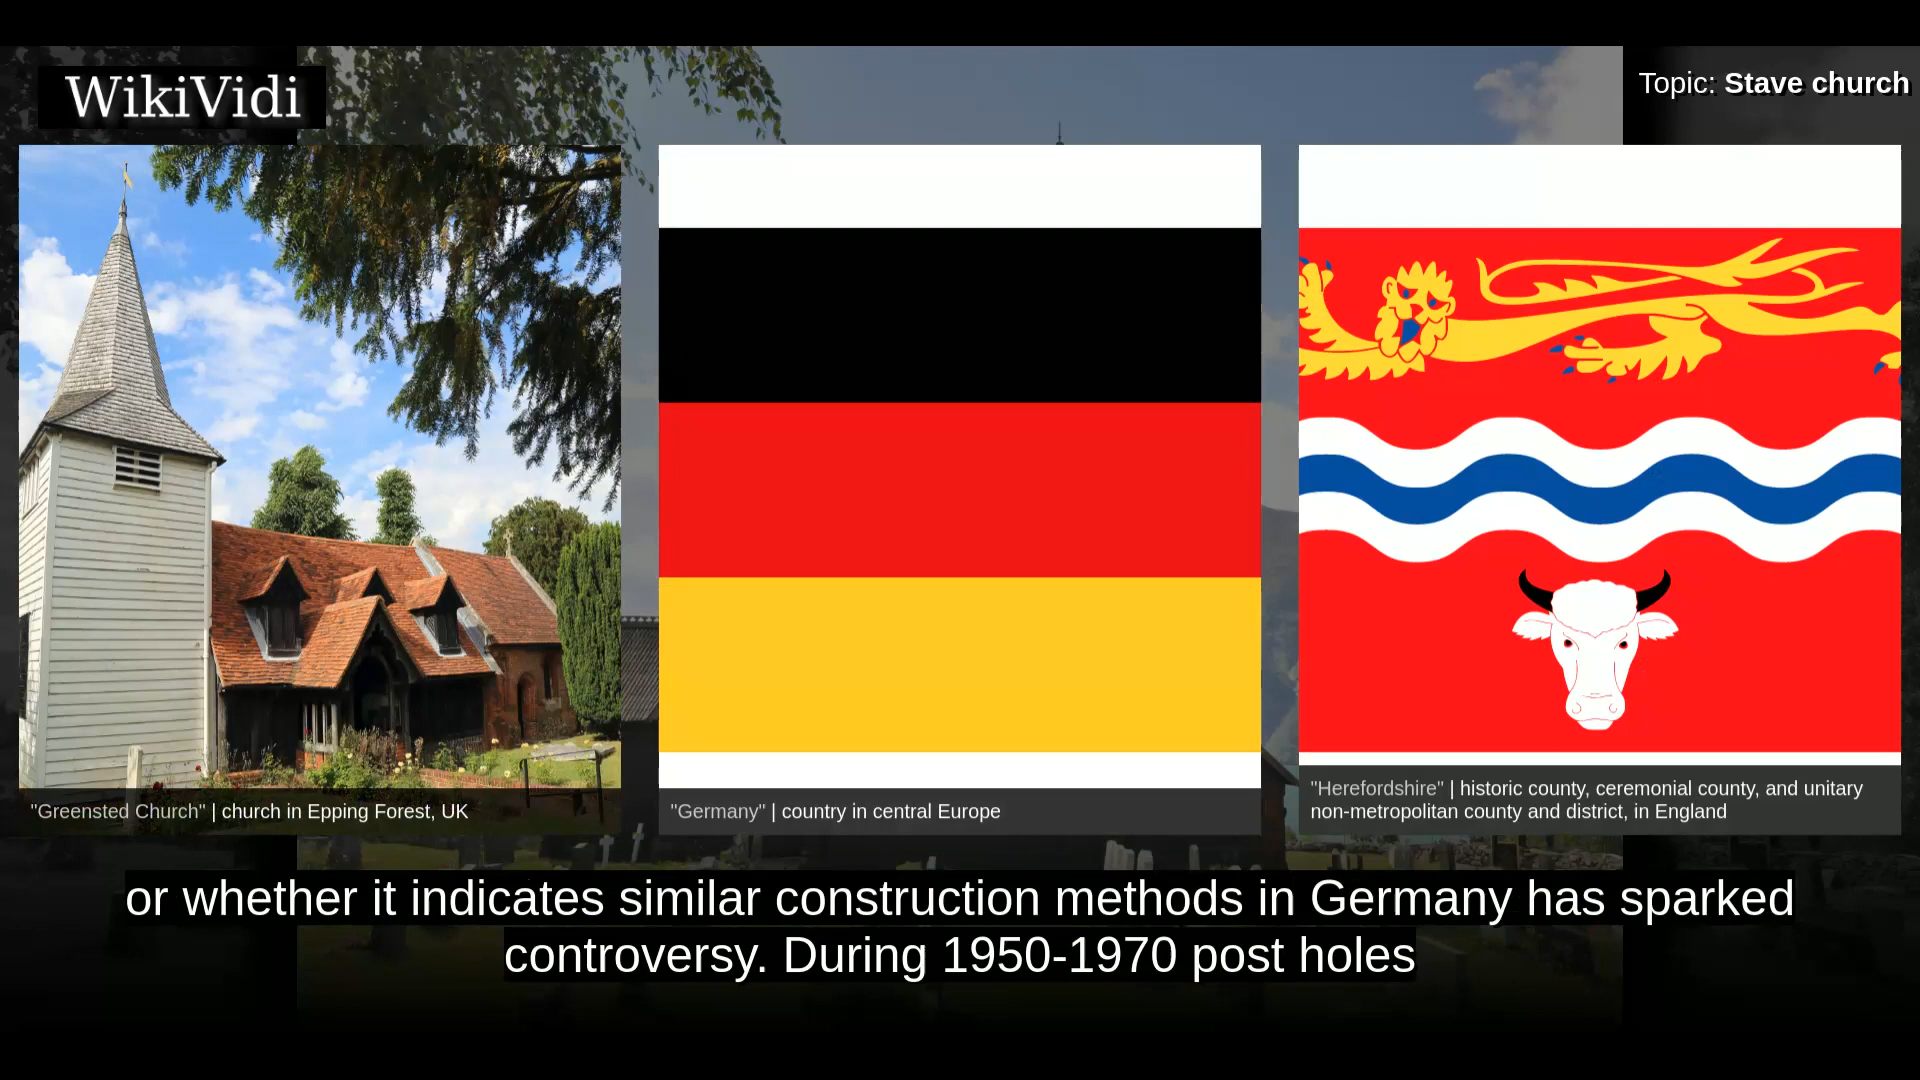 WikiVidi
Topic: Stave church
"Greensted Church" | church in Epping Forest, UK
"Germany" | country in central Europe
"Herefordshire" | historic county, ceremonial county, and unitary
non-metropolitan county and district, in England
or whether it indicates similar construction methods in Germany has sparked
controversy. During 1950-1970 post holes